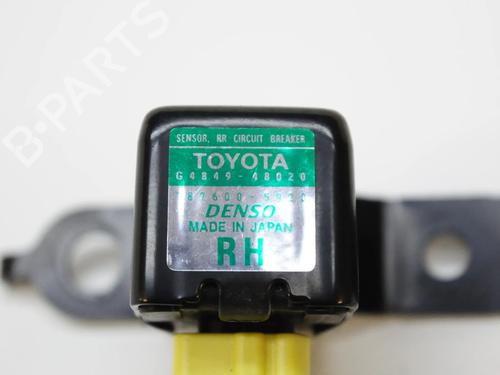 B-PARTS
SENSOR, RR CIRCUIT BREAKER
TOYOTA
G4849-48020
DENSO
MADE IN JAPAN
RH